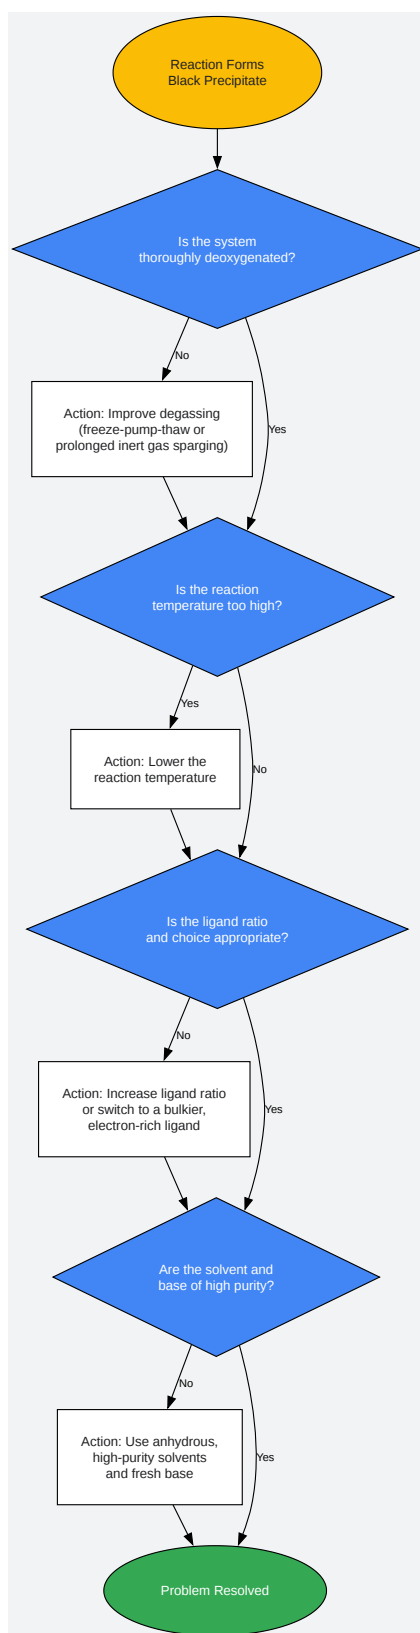 Reaction Forms
Black Precipitate
Is the system
thoroughly deoxygenated?
No
Yes
Action: Improve degassing
(freeze-pump-thaw or
prolonged inert gas sparging)
Is the reaction
temperature too high?
Yes
No
Action: Lower the
reaction temperature
Is the ligand ratio
and choice appropriate?
No
Yes
Action: Increase ligand ratio
or switch to a bulkier,
electron-rich ligand
Are the solvent and
base of high purity?
No
Yes
Action: Use anhydrous,
high-purity solvents
and fresh base
Problem Resolved